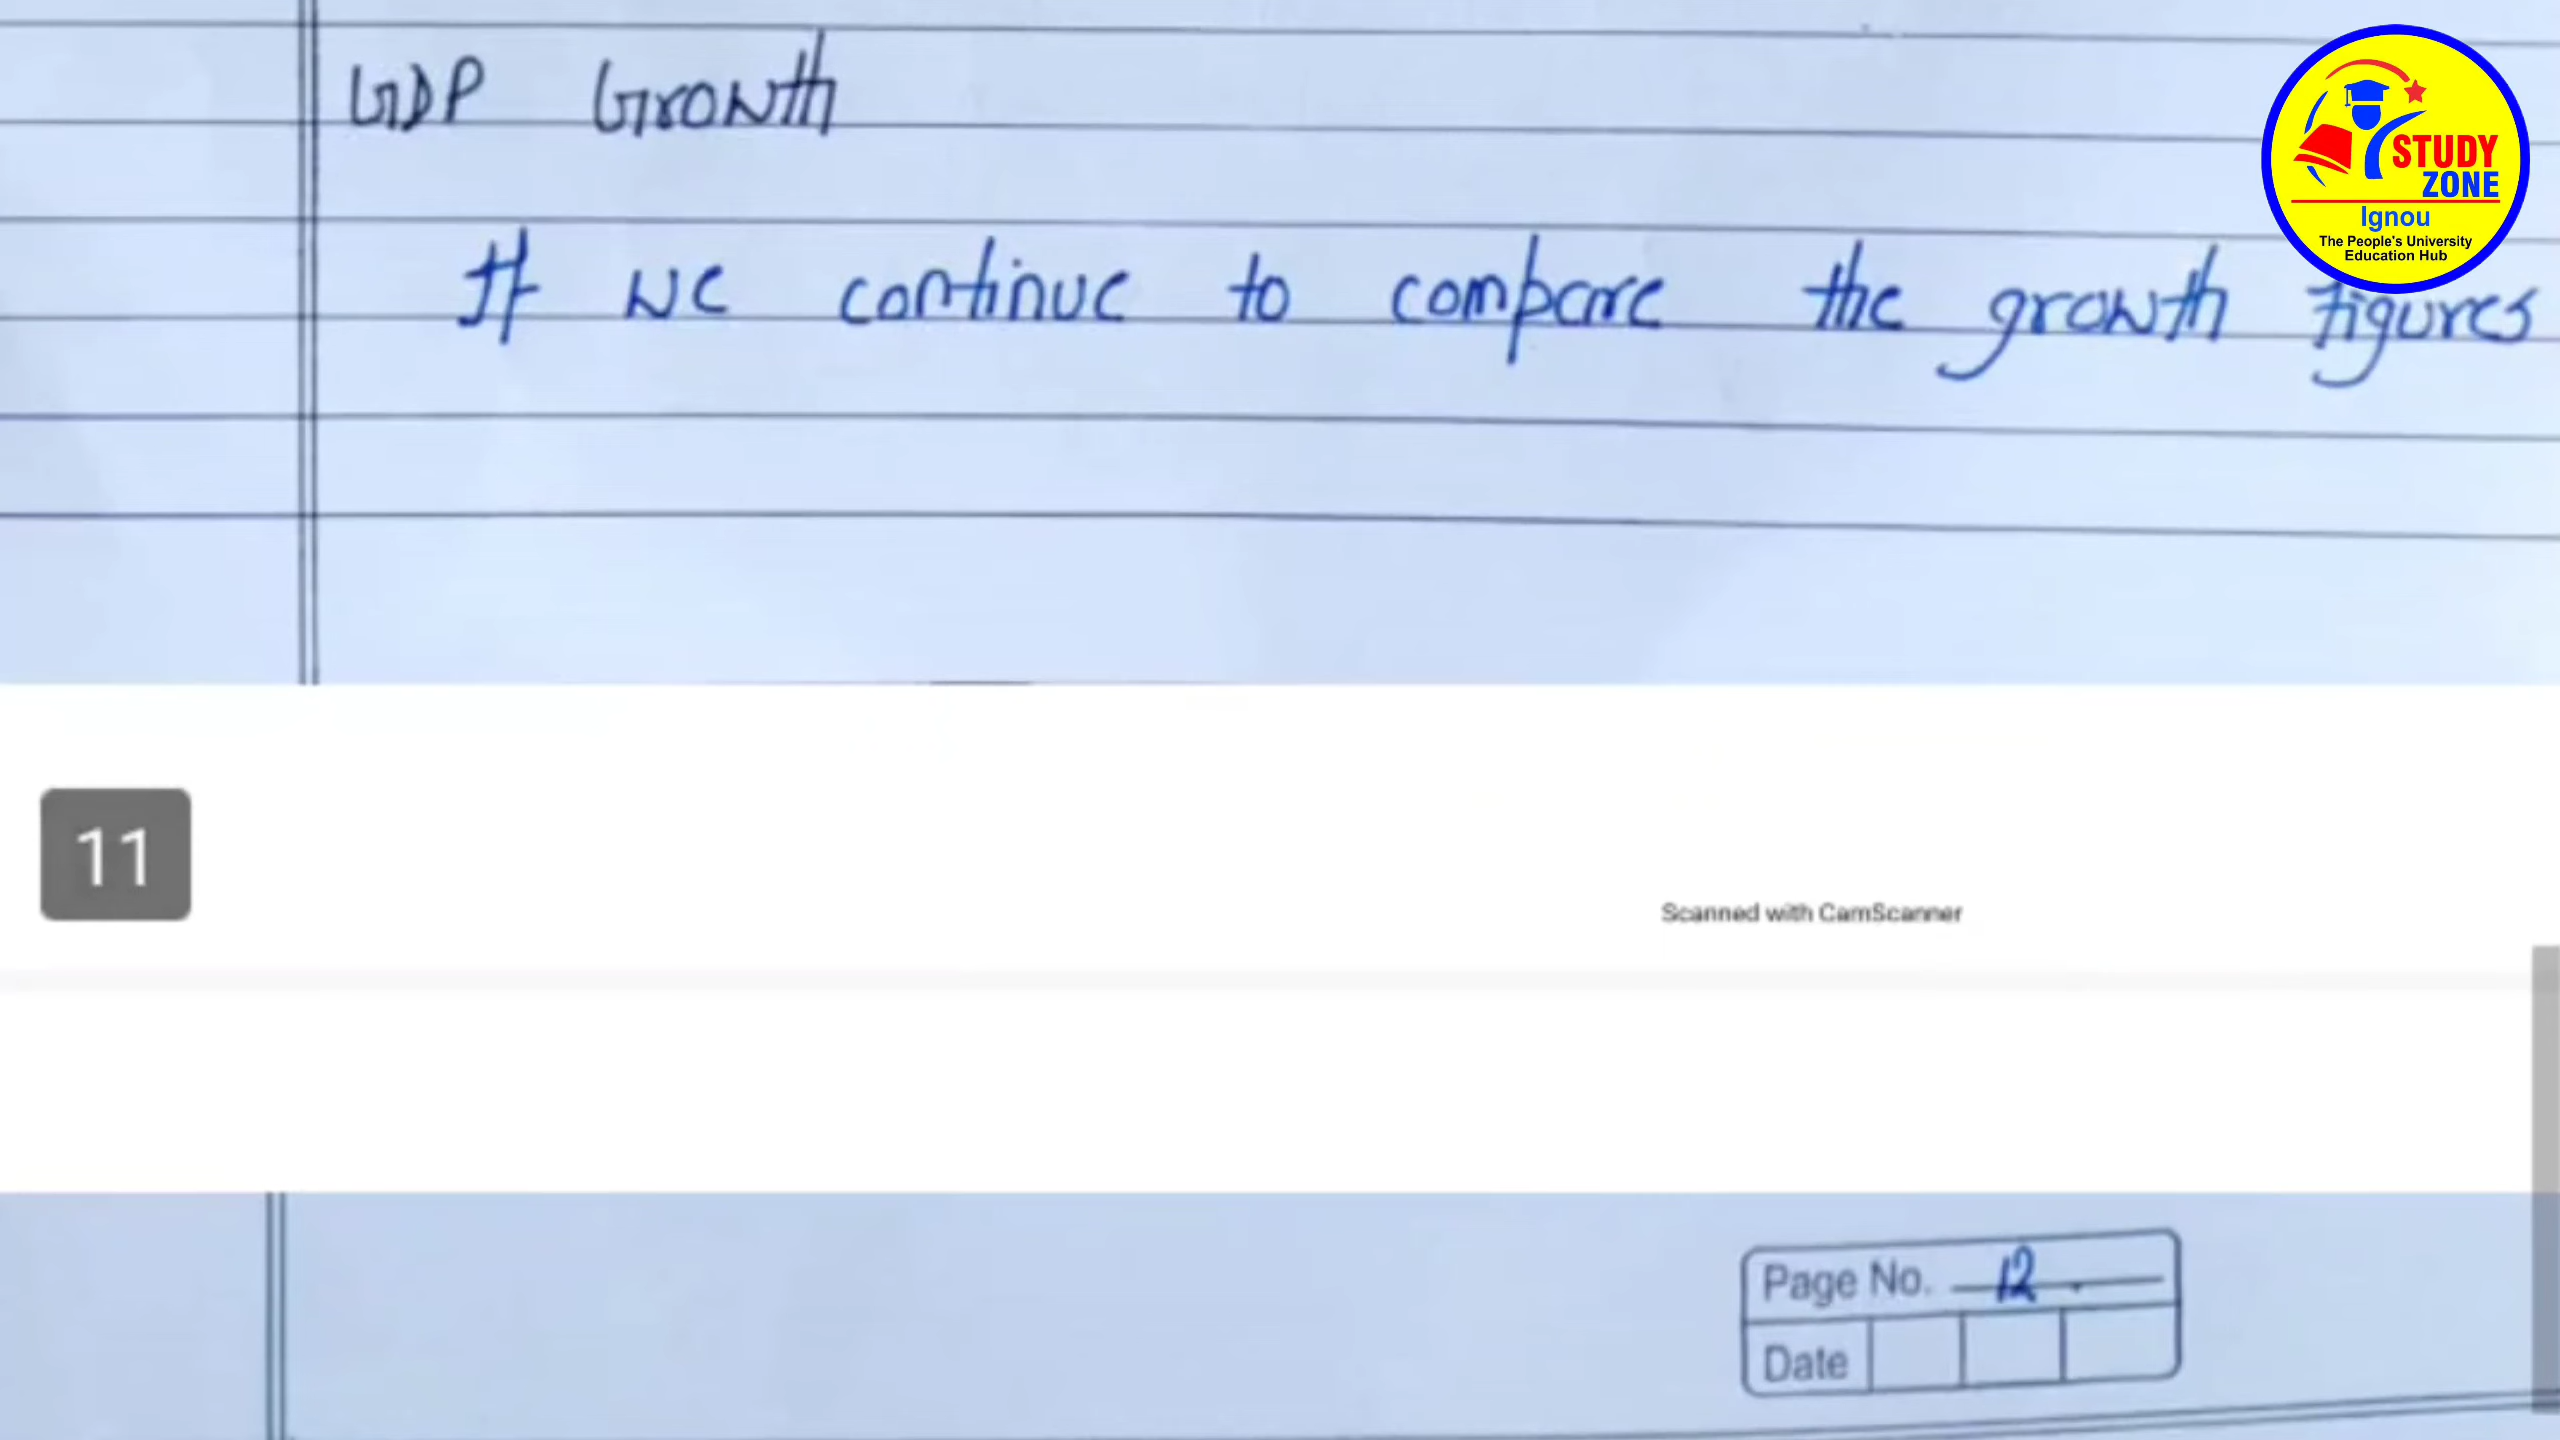 GDP Growth
If we continue to compare the growth figures
STUDY
ZONE
Ignou
The People's University
Education Hub
11
Scanned with CamScanner
Page No. 12.
Date